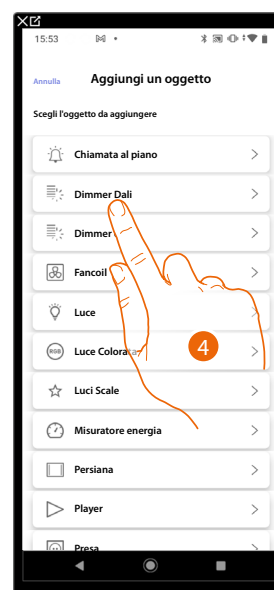 15:53
Annulla Aggiungi un oggetto
Scegli l'oggetto da aggiungere
Chiamata al piano
Dimmer Dali
Dimmer
Fancoil
Luce
RGB Luce Colorata
4
Luci Scale
Misuratore energia
Persiana
Player
Presa